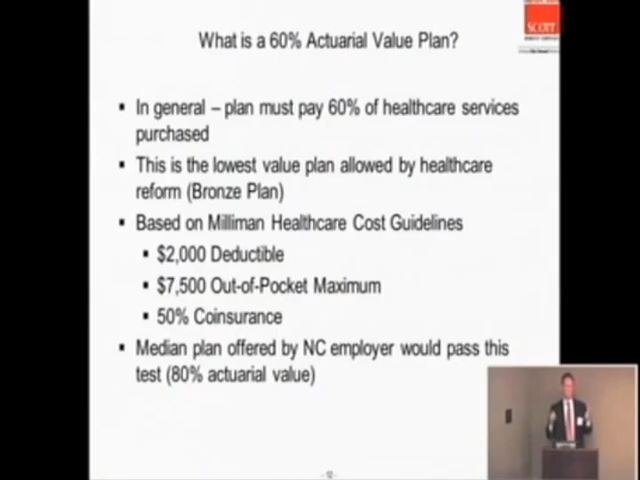 SCOTT
What is a 60% Actuarial Value Plan?
▪ In general – plan must pay 60% of healthcare services
purchased
▪ This is the lowest value plan allowed by healthcare
reform (Bronze Plan)
▪ Based on Milliman Healthcare Cost Guidelines
▪ $2,000 Deductible
▪ $7,500 Out-of-Pocket Maximum
▪ 50% Coinsurance
▪ Median plan offered by NC employer would pass this
test (80% actuarial value)